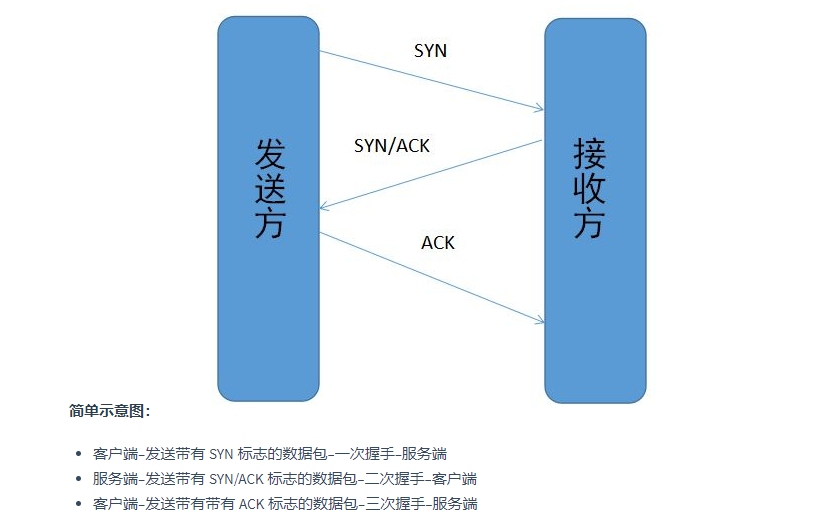 SYN
SYN/ACK
发送方
接收方
ACK
简单示意图：
客户端–发送带有 SYN 标志的数据包–一次握手–服务端
服务端–发送带有 SYN/ACK 标志的数据包–二次握手–客户端
客户端–发送带有带有 ACK 标志的数据包–三次握手–服务端